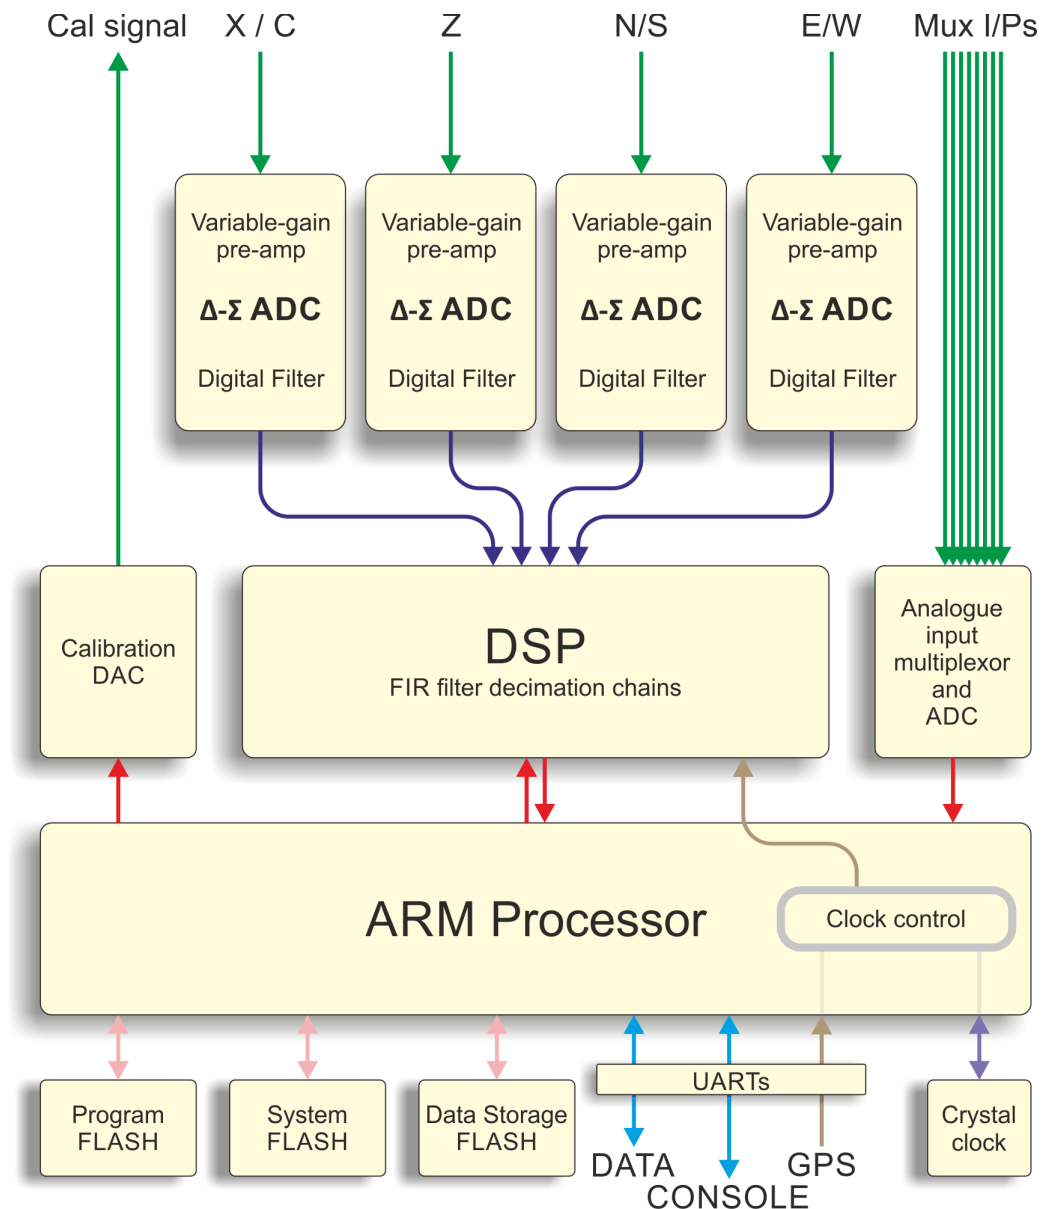 Cal signal
X / C
Z
N/S
E/W
Mux I/Ps
Variable-gain
pre-amp
Δ-Σ ADC
Digital Filter
Variable-gain
pre-amp
Δ-Σ ADC
Digital Filter
Variable-gain
pre-amp
Δ-Σ ADC
Digital Filter
Variable-gain
pre-amp
Δ-Σ ADC
Digital Filter
Calibration
DAC
DSP
FIR filter decimation chains
Analogue
input
multiplexor
and
ADC
ARM Processor
Clock control
Program
FLASH
System
FLASH
Data Storage
FLASH
UARTs
DATA
CONSOLE
GPS
Crystal
clock